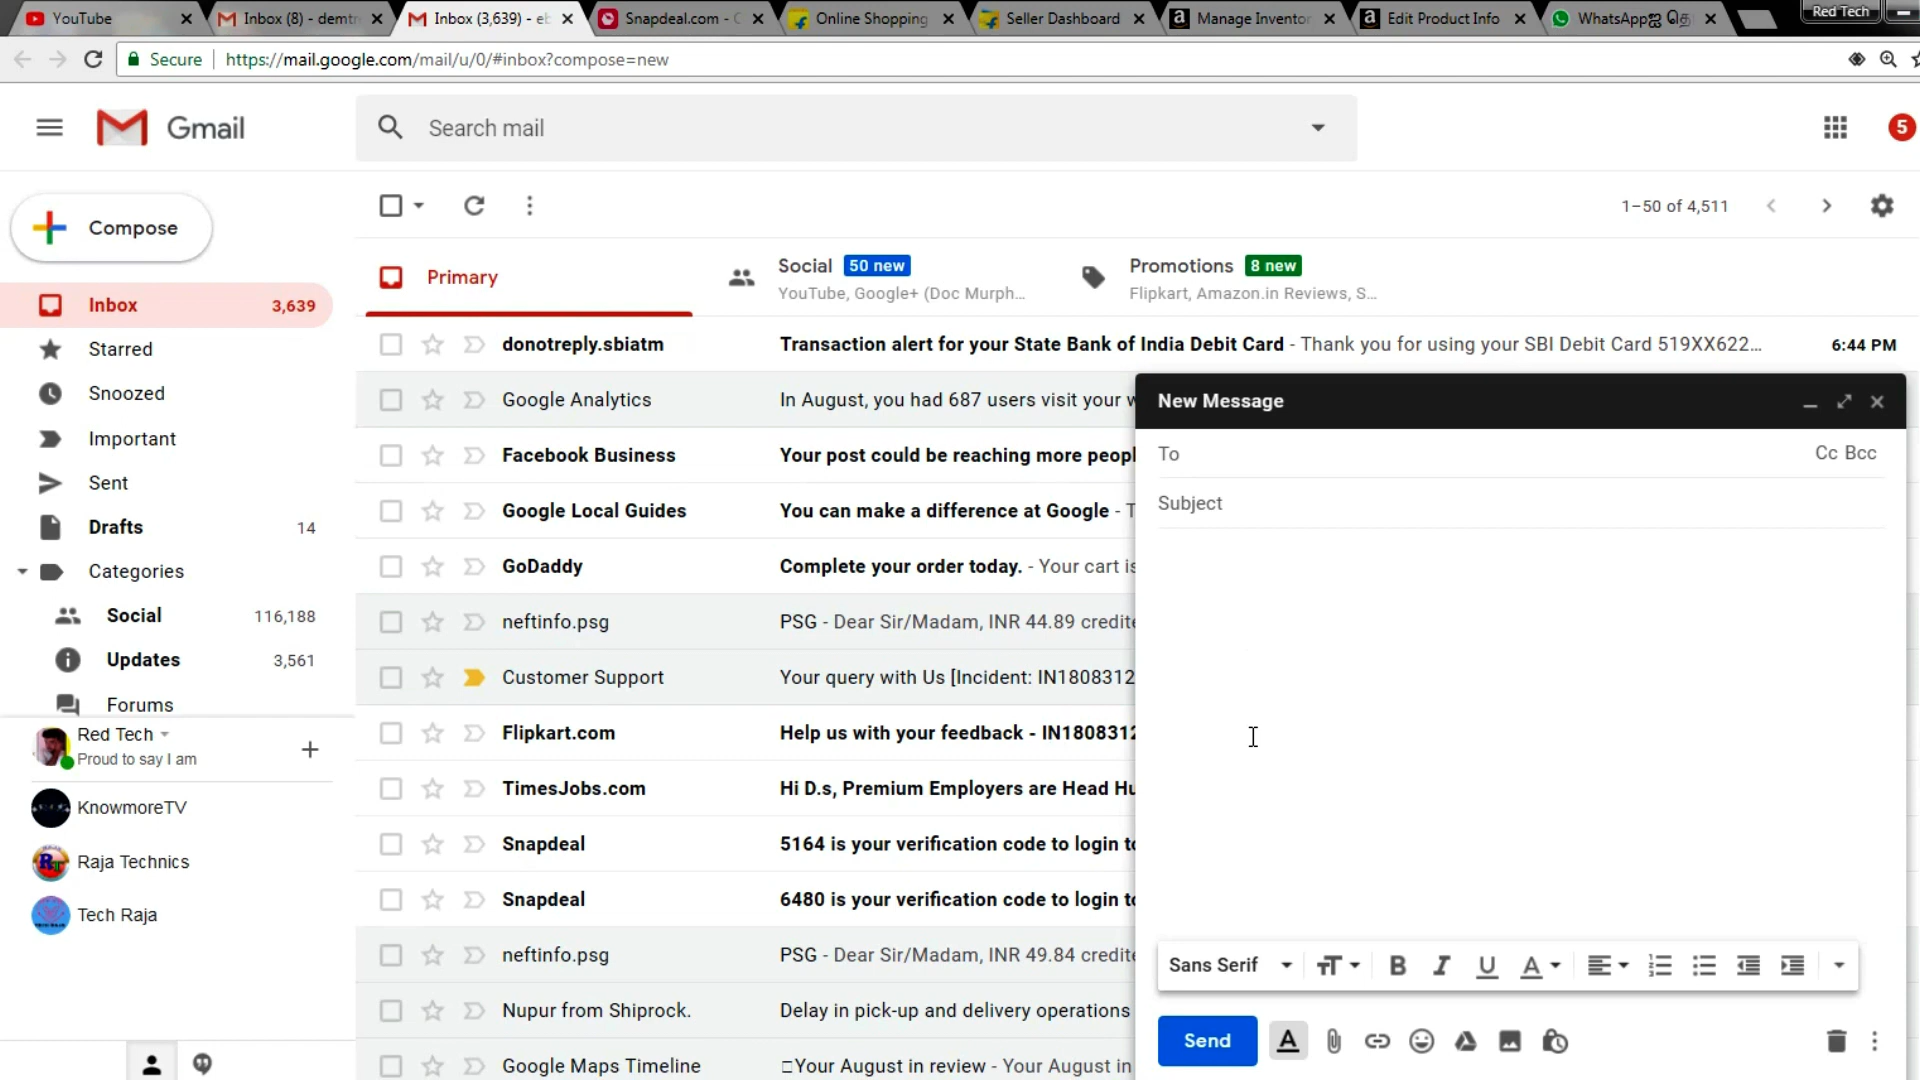 YouTube
Inbox (8) - demtr
Inbox (3,639) - eb
Snapdeal.com - C
Online Shopping
Seller Dashboard
Manage Inventor
Edit Product Info
WhatsAppஐ தெ
Red Tech
Secure https://mail.google.com/mail/u/0/#inbox?compose=new
Gmail
Search mail
5
Compose
1–50 of 4,511
Primary
Social 50 new
YouTube, Google+ (Doc Murph...
Promotions 8 new
Flipkart, Amazon.in Reviews, S...
Inbox 3,639
Starred
Snoozed
Important
Sent
Drafts 14
Categories
Social 116,188
Updates 3,561
Forums
Red Tech
Proud to say I am
KnowmoreTV
Raja Technics
Tech Raja
donotreply.sbiatm Transaction alert for your State Bank of India Debit Card - Thank you for using your SBI Debit Card 519XX622... 6:44 PM
Google Analytics In August, you had 687 users visit your w
Facebook Business Your post could be reaching more peopl
Google Local Guides You can make a difference at Google - T
GoDaddy Complete your order today. - Your cart is
neftinfo.psg PSG - Dear Sir/Madam, INR 44.89 credite
Customer Support Your query with Us [Incident: IN1808312
Flipkart.com Help us with your feedback - IN1808312
TimesJobs.com Hi D.s, Premium Employers are Head Hu
Snapdeal 5164 is your verification code to login to
Snapdeal 6480 is your verification code to login to
neftinfo.psg PSG - Dear Sir/Madam, INR 49.84 credite
Nupur from Shiprock. Delay in pick-up and delivery operations
Google Maps Timeline Your August in review - Your August in
New Message
To Cc Bcc
Subject
Sans Serif
Send